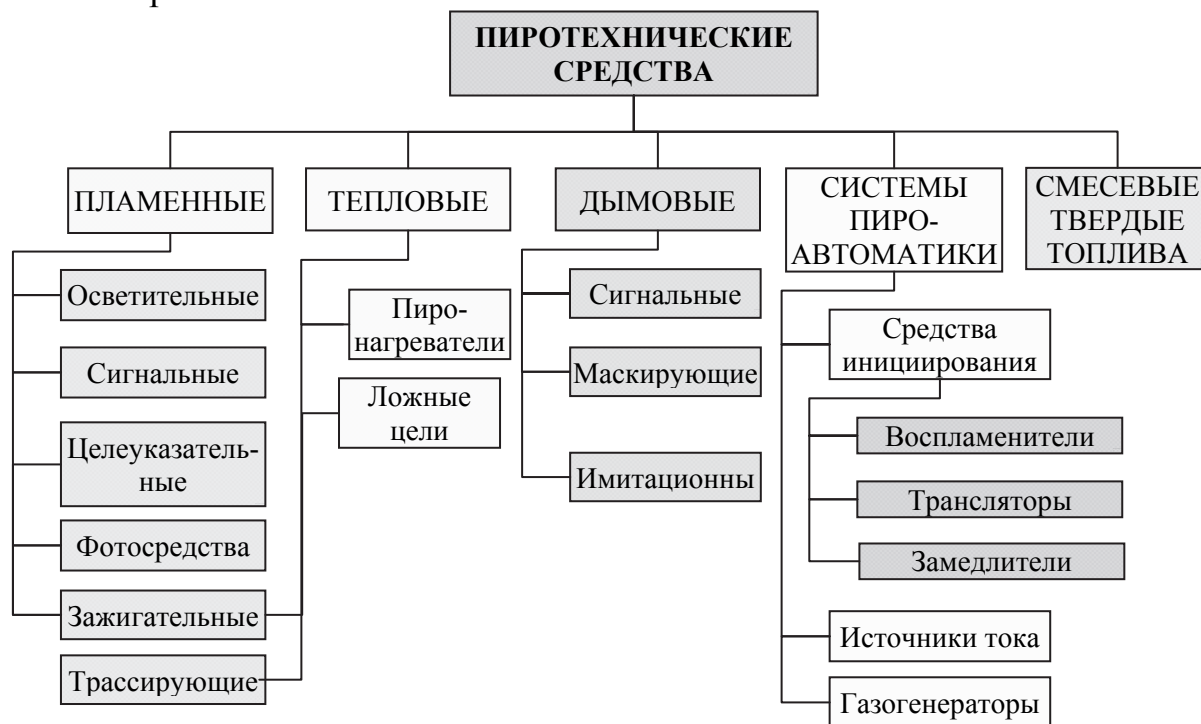 ПИРОТЕХНИЧЕСКИЕ
СРЕДСТВА
ПЛАМЕННЫЕ
Осветительные
Сигнальные
Целеуказатель-
ные
Фотосредства
Зажигательные
Трассирующие
ТЕПЛОВЫЕ
Пиро-
нагреватели
Ложные
цели
ДЫМОВЫЕ
Сигнальные
Маскирующие
Имитационны
СИСТЕМЫ
ПИРО-
АВТОМАТИКИ
Средства
инициирования
Воспламенители
Трансляторы
Замедлители
Источники тока
Газогенераторы
СМЕСЕВЫЕ
ТВЕРДЫЕ
ТОПЛИВА